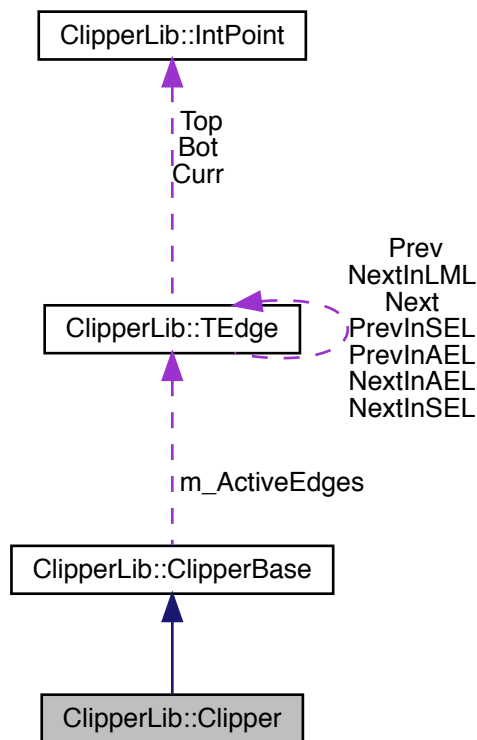 ClipperLib::IntPoint
Top
Bot
Curr
Prev
NextInLML
Next
PrevInSEL
PrevInAEL
NextInAEL
NextInSEL
ClipperLib::TEdge
m_ActiveEdges
ClipperLib::ClipperBase
ClipperLib::Clipper